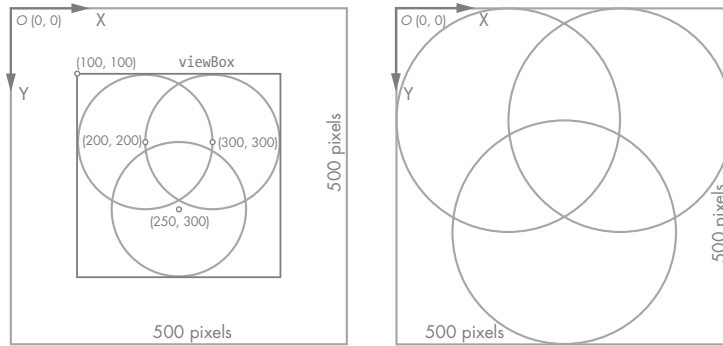 O (0, 0)
X
Y
(100, 100)
viewBox
(200, 200)
(300, 300)
(250, 300)
500 pixels
500 pixels
O (0, 0)
X
Y
500 pixels
500 pixels